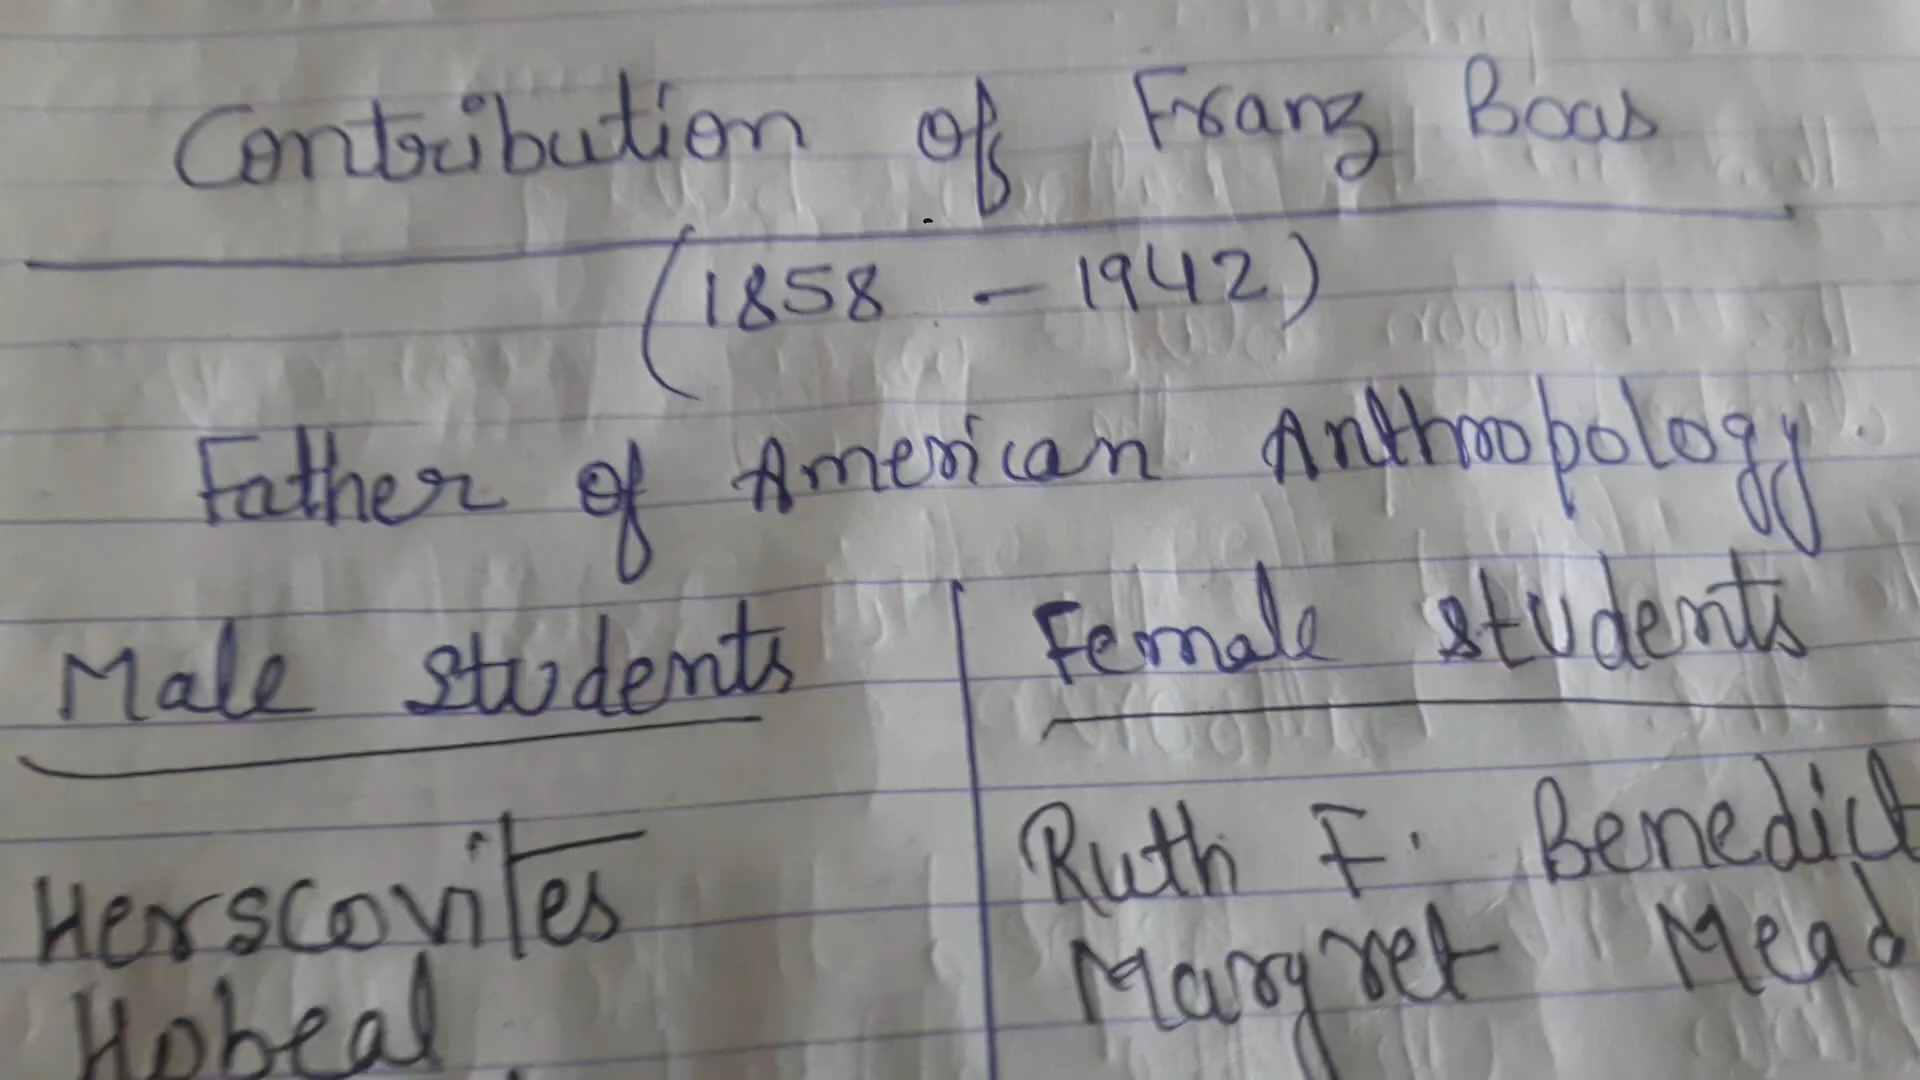 Contribution of Franz Boas
(1858 - 1942)
Father of American Anthropology.
Male Students
Female Students
Herscovites
Hobeal
Ruth F. Benedict
Margret Mead